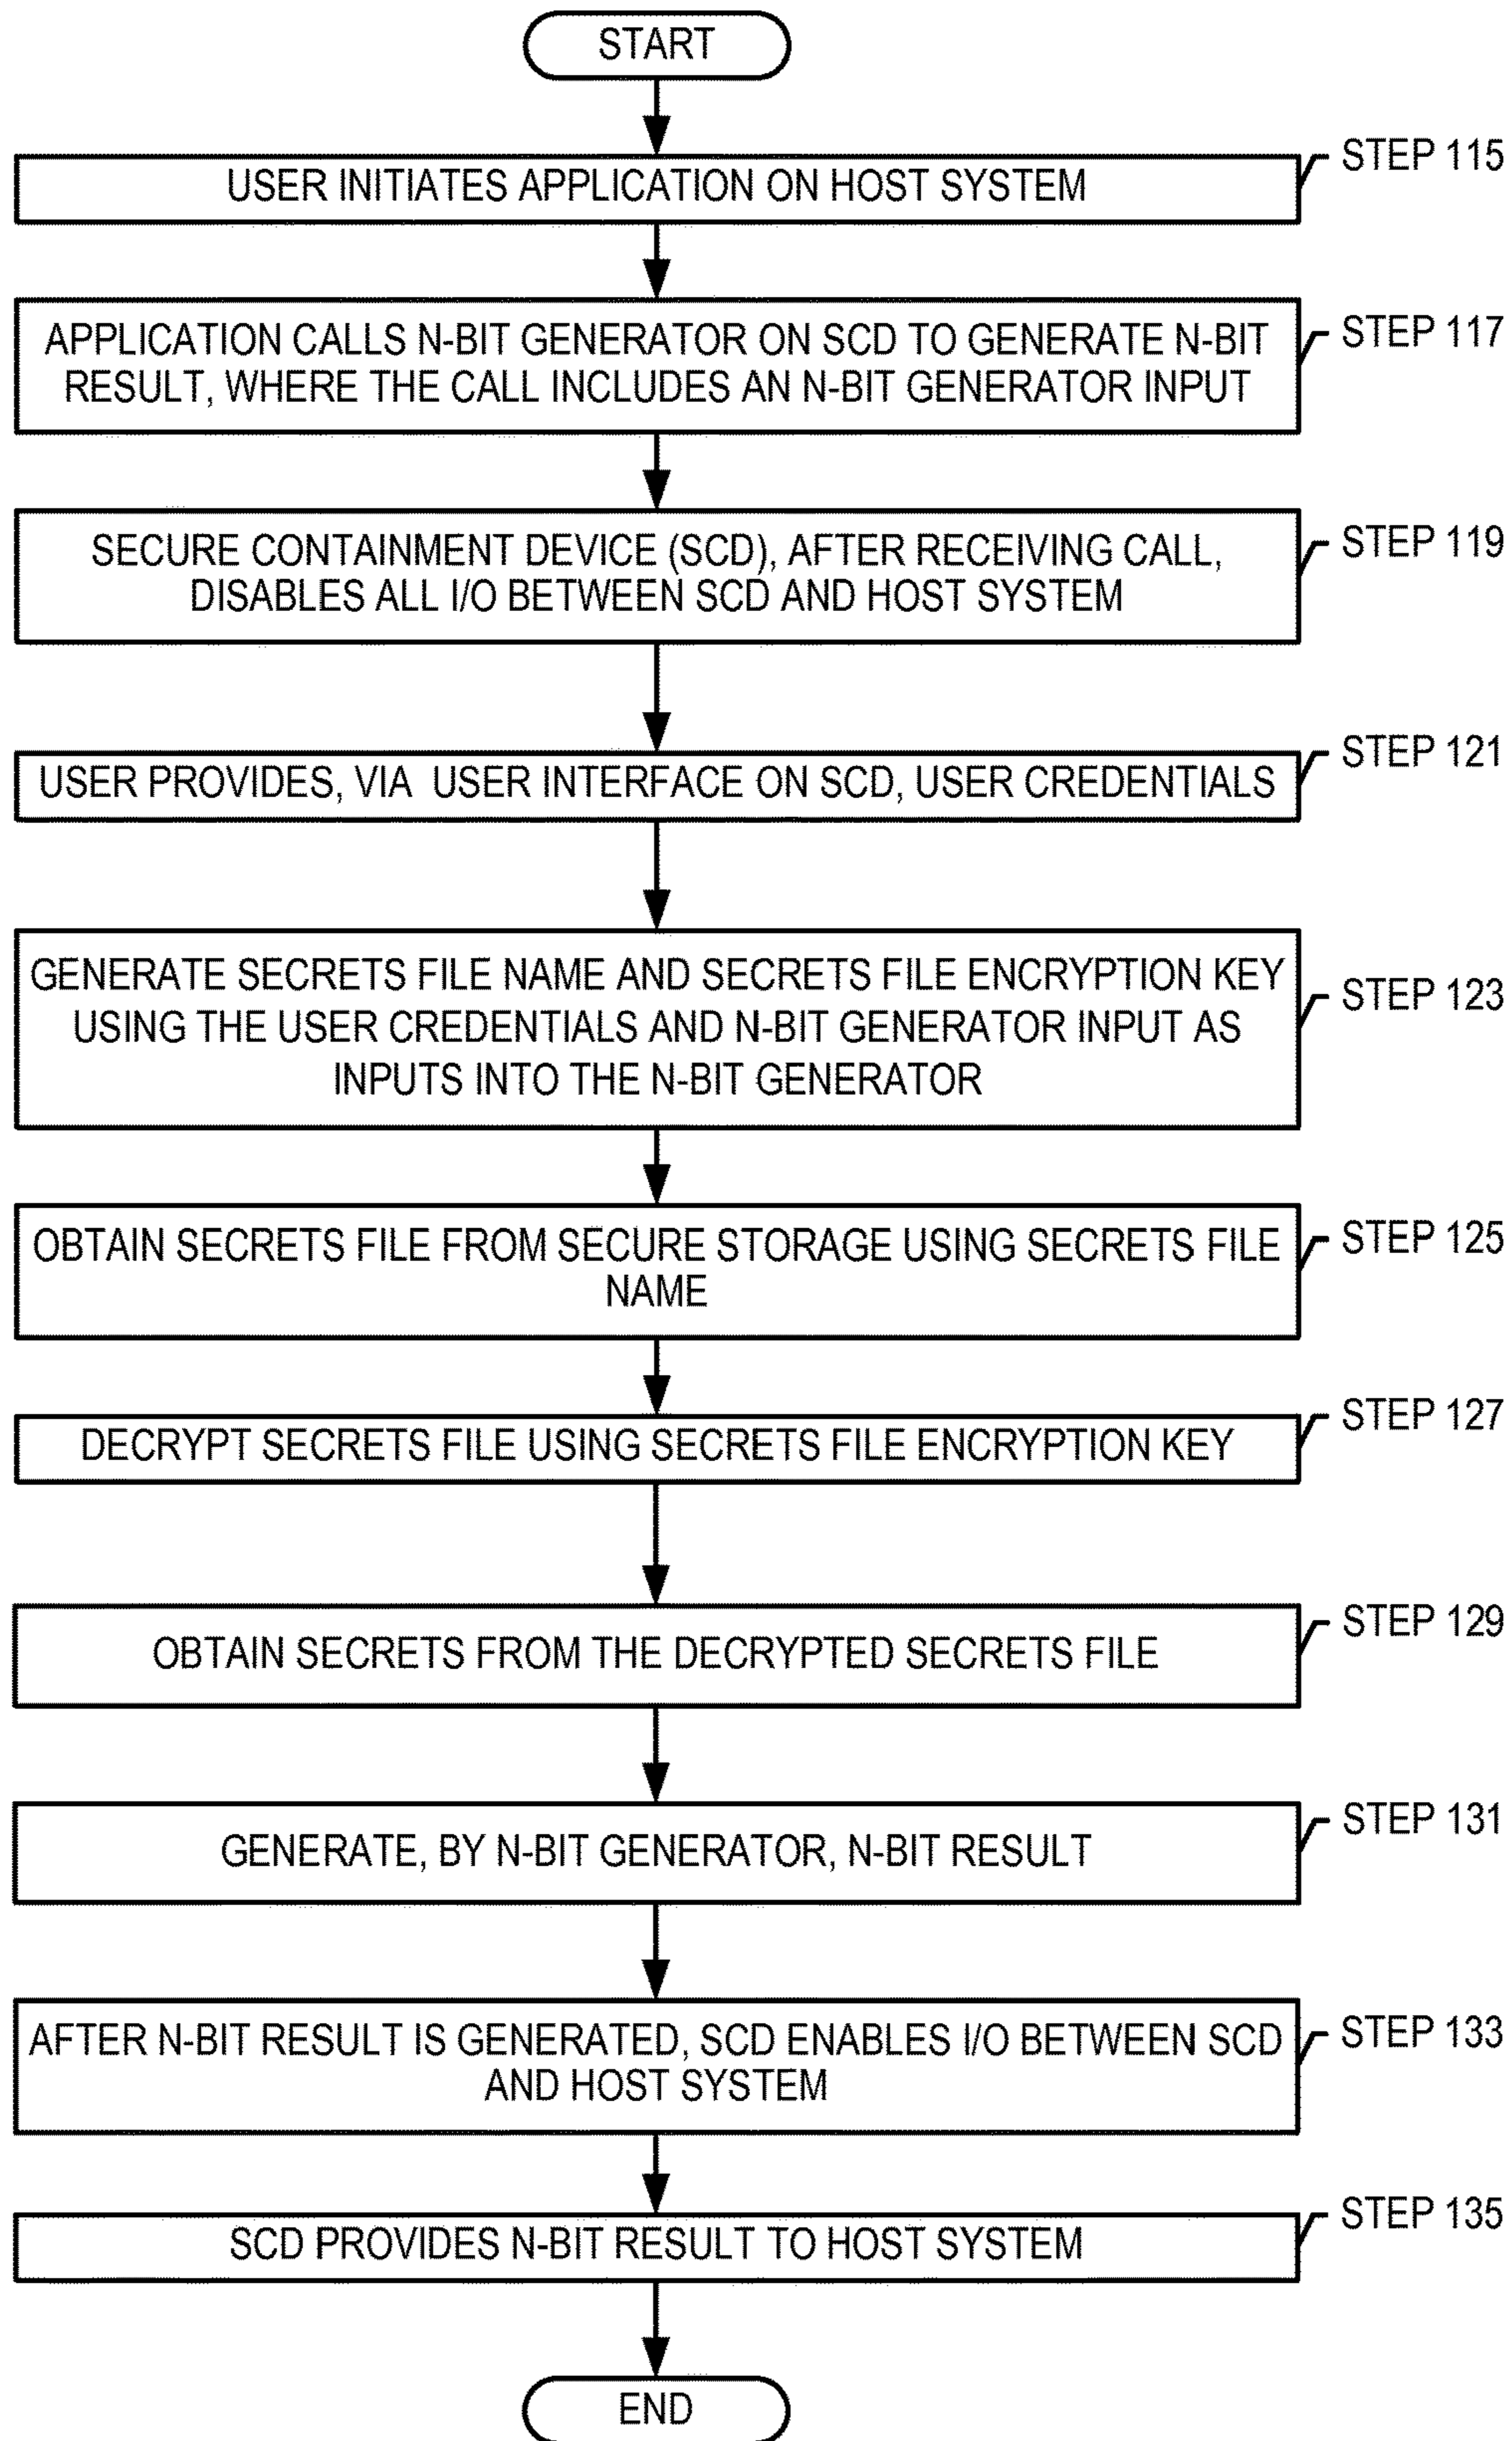 START
STEP 115
USER INITIATES APPLICATION ON HOST SYSTEM
STEP 117
APPLICATION CALLS N-BIT GENERATOR ON SCD TO GENERATE N-BIT
RESULT, WHERE THE CALL INCLUDES AN N-BIT GENERATOR INPUT
STEP 119
SECURE CONTAINMENT DEVICE (SCD), AFTER RECEIVING CALL,
DISABLES ALL I/O BETWEEN SCD AND HOST SYSTEM
STEP 121
USER PROVIDES, VIA USER INTERFACE ON SCD, USER CREDENTIALS
STEP 123
GENERATE SECRETS FILE NAME AND SECRETS FILE ENCRYPTION KEY
USING THE USER CREDENTIALS AND N-BIT GENERATOR INPUT AS
INPUTS INTO THE N-BIT GENERATOR
STEP 125
OBTAIN SECRETS FILE FROM SECURE STORAGE USING SECRETS FILE
NAME
STEP 127
DECRYPT SECRETS FILE USING SECRETS FILE ENCRYPTION KEY
STEP 129
OBTAIN SECRETS FROM THE DECRYPTED SECRETS FILE
STEP 131
GENERATE, BY N-BIT GENERATOR, N-BIT RESULT
STEP 133
AFTER N-BIT RESULT IS GENERATED, SCD ENABLES I/O BETWEEN SCD
AND HOST SYSTEM
STEP 135
SCD PROVIDES N-BIT RESULT TO HOST SYSTEM
END